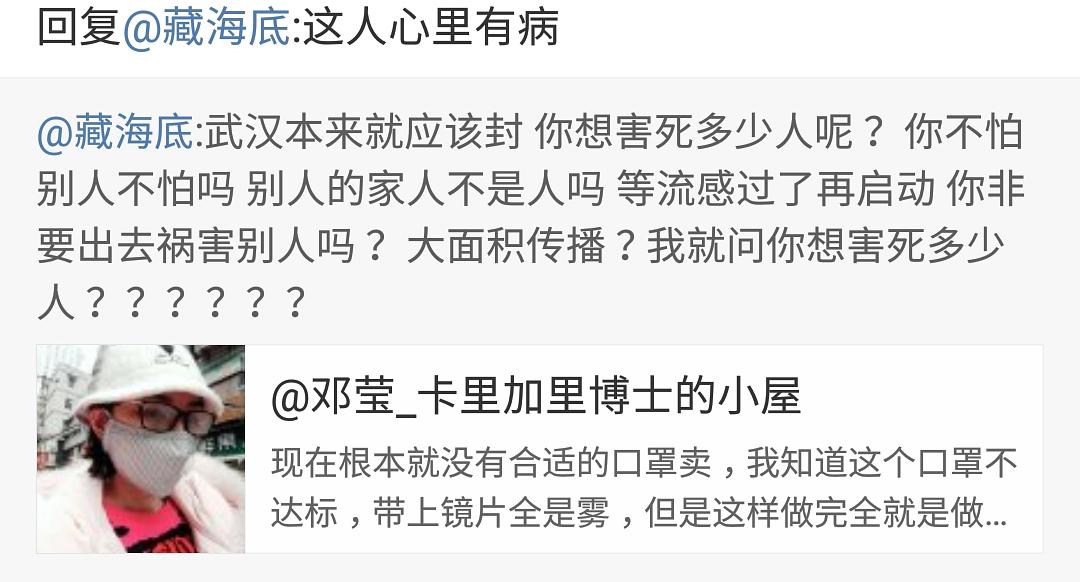 回复@藏海底:这人心里有病
@藏海底:武汉本来就应该封 你想害死多少人呢？ 你不怕
别人不怕吗 别人的家人不是人吗 等流感过了再启动 你非
要出去祸害别人吗？ 大面积传播？我就问你想害死多少
人？？？？？？
@邓莹_卡里加里博士的小屋
现在根本就没有合适的口罩卖，我知道这个口罩不
达标，带上镜片全是雾，但是这样做完全就是做...